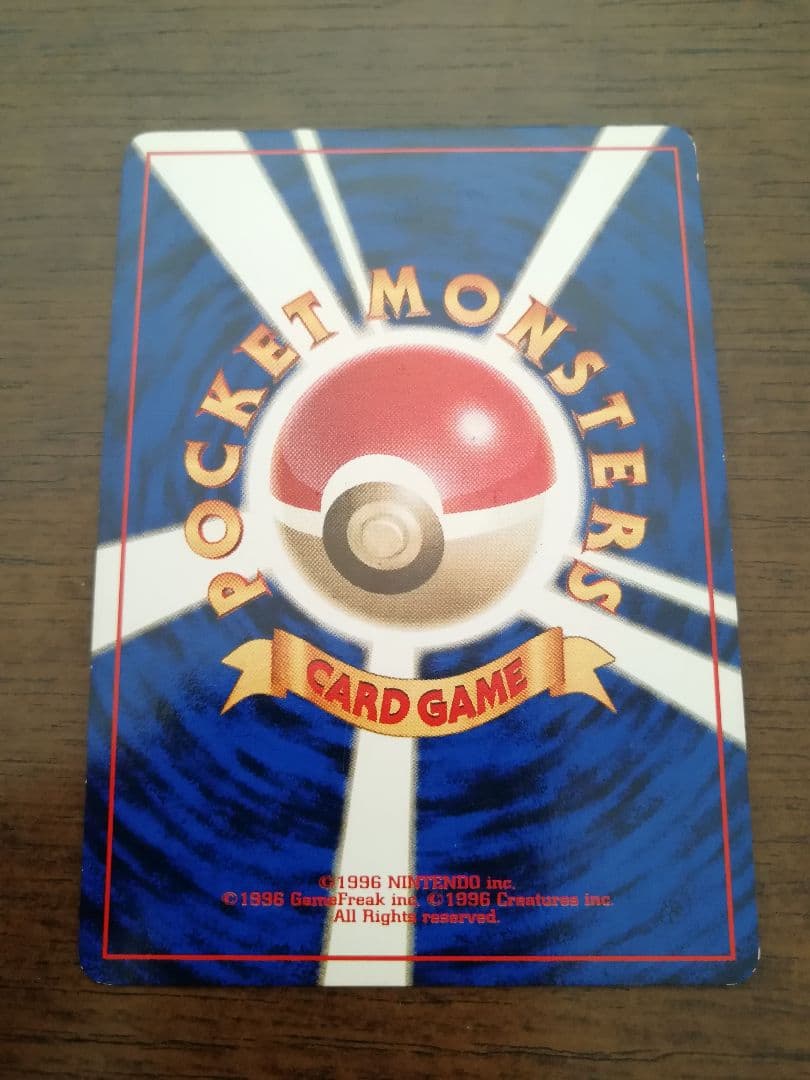 POCKET MONSTERS
CARD GAME
©1996 NINTENDO inc.
©1996 GameFreak inc. ©1996 Creatures inc.
All Rights reserved.